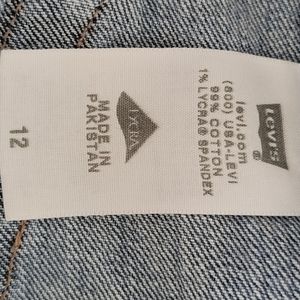 LEVI'S
®
levi.com
(800) USA-LEVI
99% COTTON
1% LYCRA® SPANDEX
LYCRA
MADE IN
PAKISTAN
12